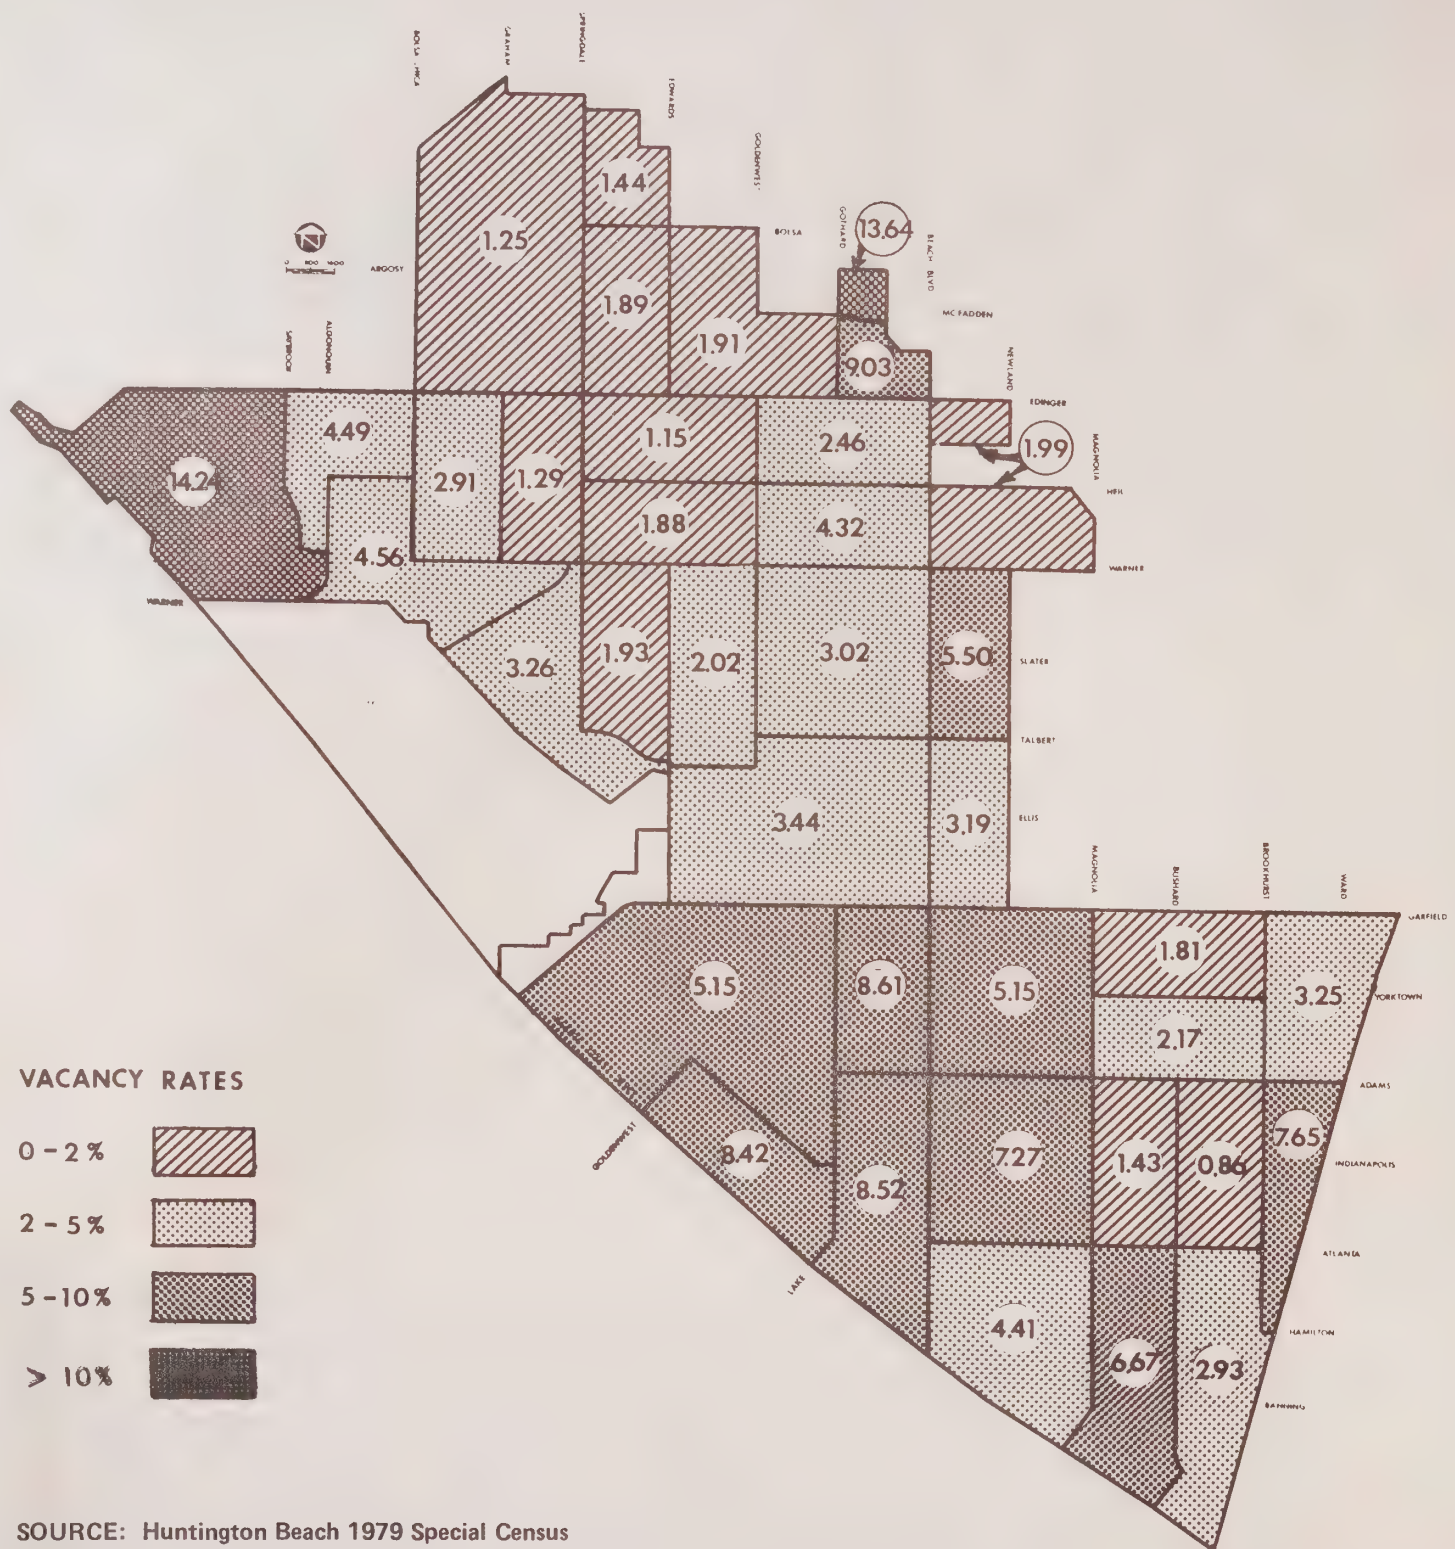 BOLSA CHICA
GRAHAM
SPRINGDALE
EDWARDS
GOLDENWEST
GOTHARD
BEACH BLVD
NEWLAND
MAGNOLIA
BOLSA
ARGOSY
0 800 1600
MC FADDEN
SAYBROOK
ALGONQUIN
EDINGER
HEIL
WARNER
WARNER
SLATER
TALBERT
ELLIS
MAGNOLIA
BUSHARD
BROOKHURST
WARD
GARFIELD
YORKTOWN
ADAMS
INDIANAPOLIS
ATLANTA
HAMILTON
BANNING
GOLDENWEST
LAKE
1.44
1.25
13.64
1.89
1.91
9.03
4.49
1.15
2.46
1.99
14.24
2.91
1.29
1.88
4.32
4.56
3.26
1.93
2.02
3.02
5.50
3.44
3.19
1.81
5.15
8.61
5.15
3.25
2.17
8.42
8.52
7.27
1.43
0.86
7.65
4.41
6.67
2.93
VACANCY RATES
0 - 2 %
2 - 5 %
5 - 10 %
> 10 %
SOURCE: Huntington Beach 1979 Special Census